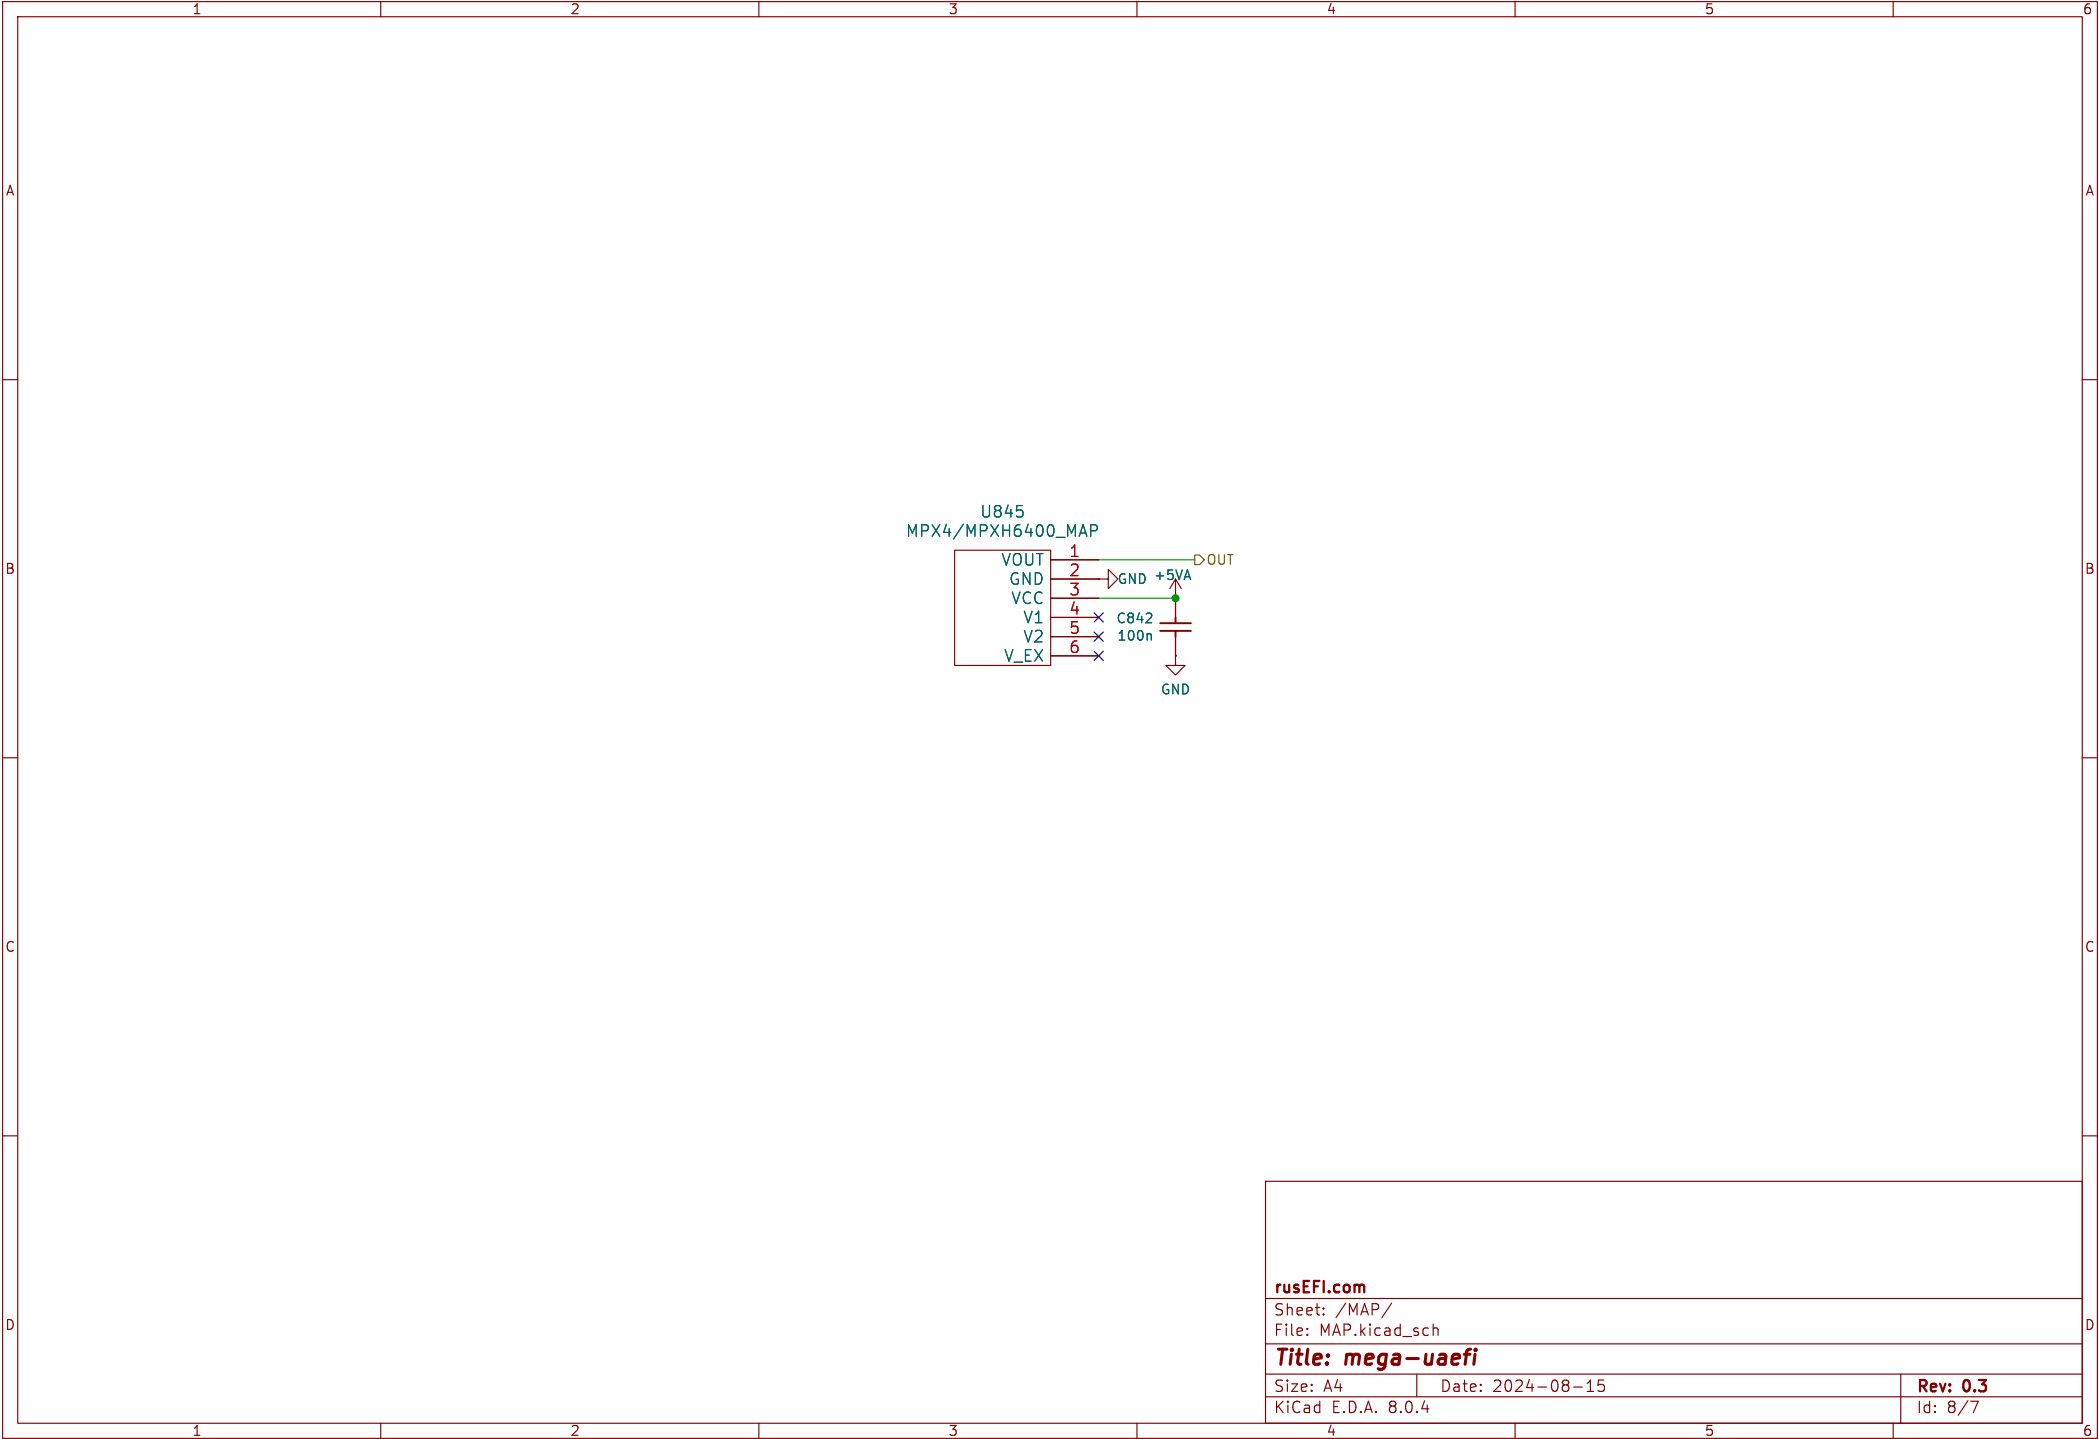 1 2 3 4 5 6
A A
U845
MPX4/MPXH6400_MAP
VOUT 1 OUT
B B
GND 2 GND +5VA
VCC 3
V1 4 C842
V2 5 100n
V_EX 6
GND
C C
rusEFI.com
Sheet: /MAP/
D D
File: MAP.kicad_sch
Title: mega-uaefi
Size: A4 Date: 2024-08-15 Rev: 0.3
KiCad E.D.A. 8.0.4 Id: 8/7
1 2 3 4 5 6